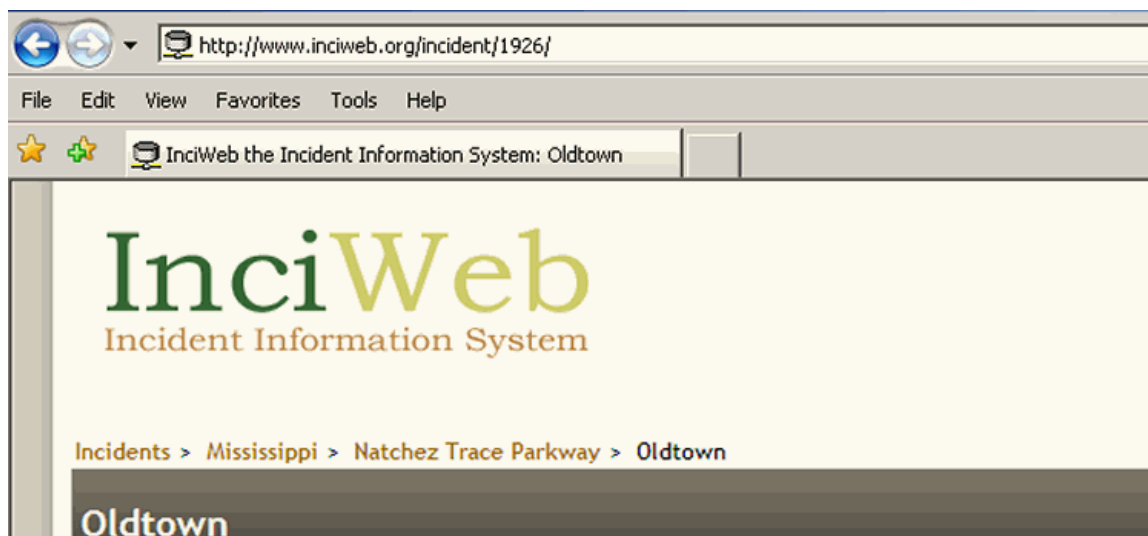 http://www.inciweb.org/incident/1926/
File Edit View Favorites Tools Help
InciWeb the Incident Information System: Oldtown
InciWeb
Incident Information System
Incidents > Mississippi > Natchez Trace Parkway > Oldtown
Oldtown